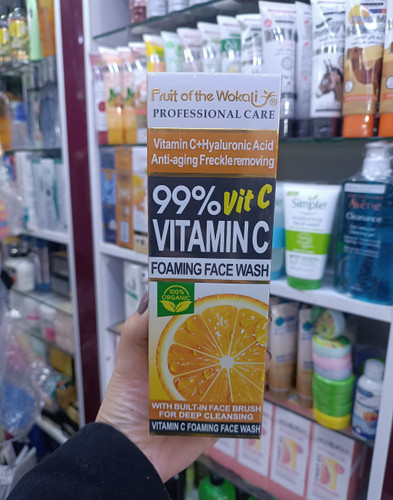 Fruit of the Wokali ®
PROFESSIONAL CARE
Vitamin C+Hyaluronic Acid
Anti-aging Freckle removing
99% Vit C
VITAMIN C
FOAMING FACE WASH
100%
ORGANIC
WITH BUILT-IN FACE BRUSH
FOR DEEP CLEANSING
VITAMIN C FOAMING FACE WASH
Simple
Avène
Cleanance